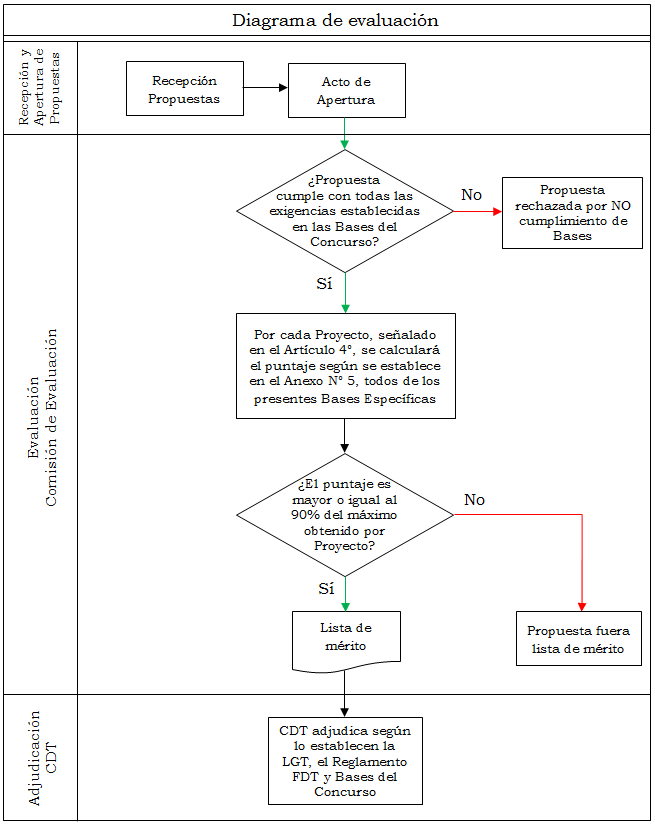 Diagrama de evaluación
Recepción y
Apertura de
Propuestas
Recepción
Propuestas
Acto de
Apertura
¿Propuesta
cumple con todas las
exigencias establecidas
en las Bases del
Concurso?
No
Propuesta
rechazada por NO
cumplimiento de
Bases
Sí
Evaluación
Comisión de Evaluación
Por cada Proyecto, señalado
en el Artículo 4°, se calculará
el puntaje según se establece
en el Anexo N° 5, todos de los
presentes Bases Específicas
¿El puntaje es
mayor o igual al
90% del máximo
obtenido por
Proyecto?
No
Sí
Lista de
mérito
Propuesta fuera
lista de mérito
Adjudicación
CDT
CDT adjudica según
lo establecen la
LGT, el Reglamento
FDT y Bases del
Concurso